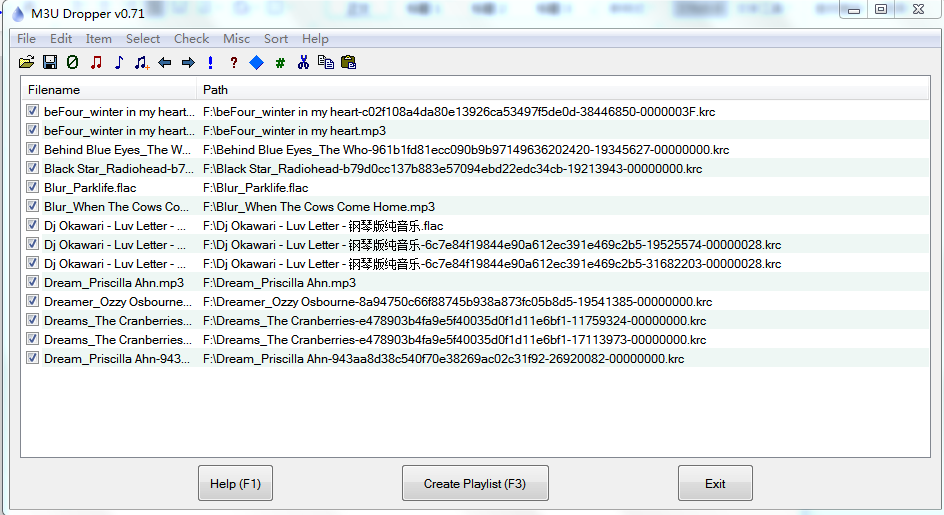 M3U Dropper v0.71
File Edit Item Select Check Misc Sort Help
Filename Path
beFour_winter in my heart... F:\beFour_winter in my heart-c02f108a4da80e13926ca53497f5de0d-38446850-0000003F.krc
beFour_winter in my heart... F:\beFour_winter in my heart.mp3
Behind Blue Eyes_The W... F:\Behind Blue Eyes_The Who-961b1fd81ecc090b9b97149636202420-19345627-00000000.krc
Black Star_Radiohead-b7... F:\Black Star_Radiohead-b79d0cc137b883e57094ebd22edc34cb-19213943-00000000.krc
Blur_Parklife.flac F:\Blur_Parklife.flac
Blur_When The Cows Co... F:\Blur_When The Cows Come Home.mp3
Dj Okawari - Luv Letter - ... F:\Dj Okawari - Luv Letter - 钢琴版纯音乐.flac
Dj Okawari - Luv Letter - ... F:\Dj Okawari - Luv Letter - 钢琴版纯音乐-6c7e84f19844e90a612ec391e469c2b5-19525574-00000028.krc
Dj Okawari - Luv Letter - ... F:\Dj Okawari - Luv Letter - 钢琴版纯音乐-6c7e84f19844e90a612ec391e469c2b5-31682203-00000028.krc
Dream_Priscilla Ahn.mp3 F:\Dream_Priscilla Ahn.mp3
Dreamer_Ozzy Osbourne... F:\Dreamer_Ozzy Osbourne-8a94750c66f88745b938a873fc05b8d5-19541385-00000000.krc
Dreams_The Cranberries... F:\Dreams_The Cranberries-e478903b4fa9e5f40035d0f1d11e6bf1-11759324-00000000.krc
Dreams_The Cranberries... F:\Dreams_The Cranberries-e478903b4fa9e5f40035d0f1d11e6bf1-17113973-00000000.krc
Dream_Priscilla Ahn-943... F:\Dream_Priscilla Ahn-943aa8d38c540f70e38269ac02c31f92-26920082-00000000.krc
Help (F1) Create Playlist (F3) Exit